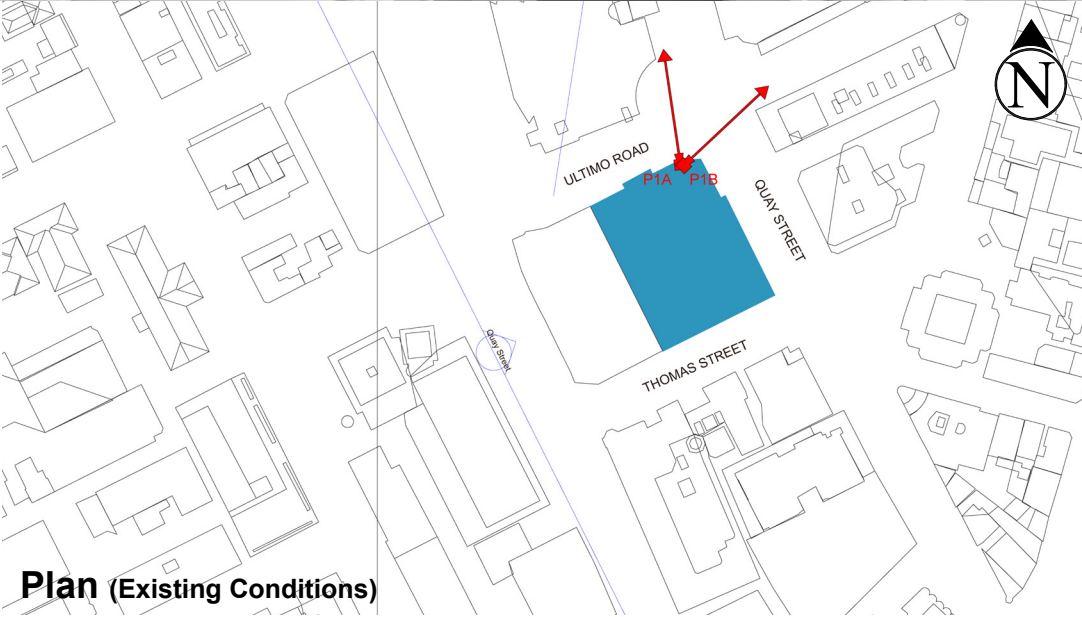 N
ULTIMO ROAD
P1A P1B
QUAY STREET
Quay Street
THOMAS STREET
Plan (Existing Conditions)